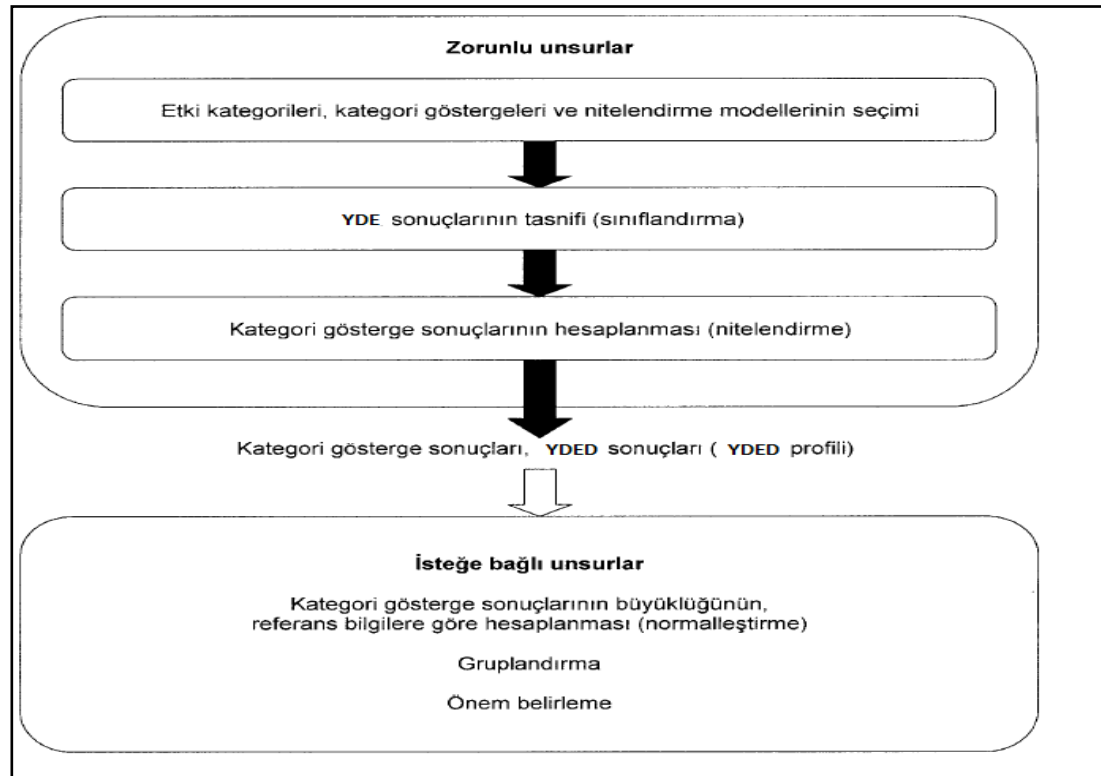 Zorunlu unsurlar
Etki kategorileri, kategori göstergeleri ve nitelendirme modellerinin seçimi
YDE sonuçlarının tasnifi (sınıflandırma)
Kategori gösterge sonuçlarının hesaplanması (nitelendirme)
Kategori gösterge sonuçları, YDED sonuçları ( YDED profili)
İsteğe bağlı unsurlar
Kategori gösterge sonuçlarının büyüklüğünün,
referans bilgilere göre hesaplanması (normalleştirme)
Gruplandırma
Önem belirleme